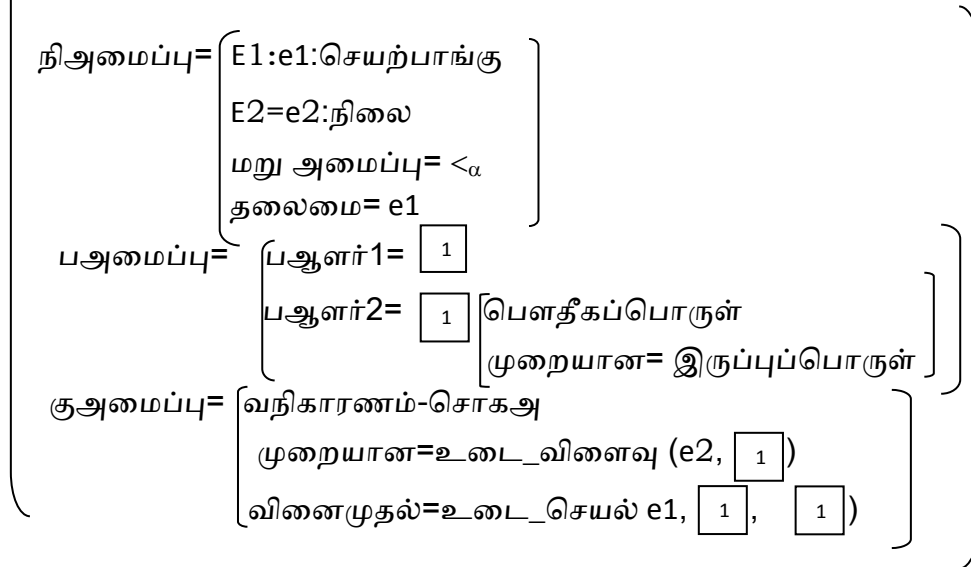 நிஅமைப்பு= E1:e1:செயற்பாங்கு
E2=e2:நிலை
மறு அமைப்பு= <α
தலைமை= e1
பஅமைப்பு= பஆளர்1= 1
பஆளர்2= 1 பௌதீகப்பொருள்
முறையான= இருப்புப்பொருள்
குஅமைப்பு= வநிகாரணம்-சொகஅ
முறையான=உடை_விளைவு (e2, 1 )
வினைமுதல்=உடை_செயல் e1, 1 , 1 )